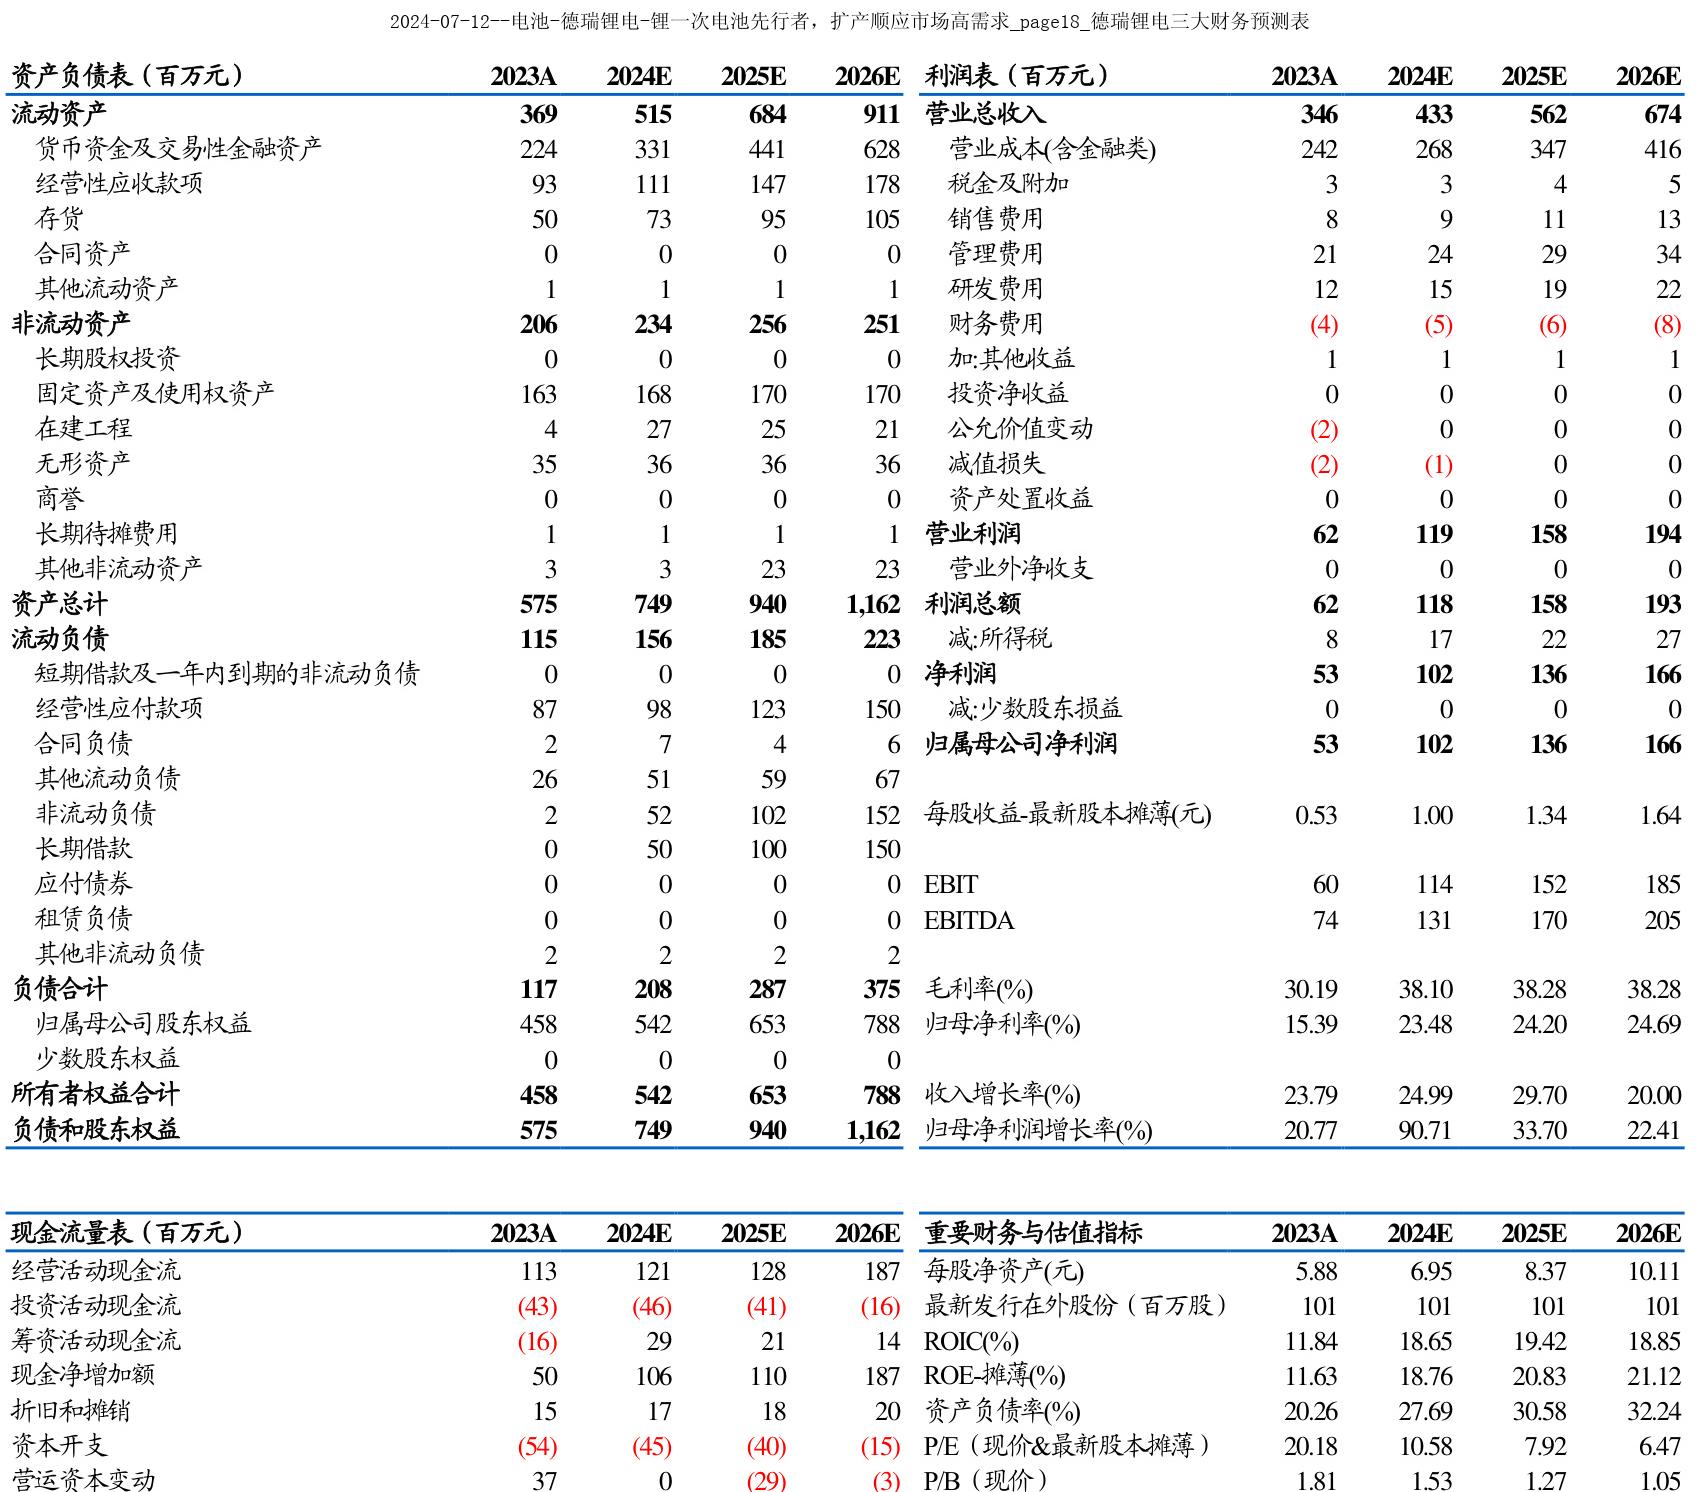 2024-07-12--电池-德瑞锂电-锂一次电池先行者，扩产顺应市场高需求_page18_德瑞锂电三大财务预测表
资产负债表（百万元） 2023A 2024E 2025E 2026E 利润表（百万元） 2023A 2024E 2025E 2026E
流动资产 369 515 684 911 营业总收入 346 433 562 674
货币资金及交易性金融资产 224 331 441 628 营业成本(含金融类) 242 268 347 416
经营性应收款项 93 111 147 178 税金及附加 3 3 4 5
存货 50 73 95 105 销售费用 8 9 11 13
合同资产 0 0 0 0 管理费用 21 24 29 34
其他流动资产 1 1 1 1 研发费用 12 15 19 22
非流动资产 206 234 256 251 财务费用 (4) (5) (6) (8)
长期股权投资 0 0 0 0 加:其他收益 1 1 1 1
固定资产及使用权资产 163 168 170 170 投资净收益 0 0 0 0
在建工程 4 27 25 21 公允价值变动 (2) 0 0 0
无形资产 35 36 36 36 减值损失 (2) (1) 0 0
商誉 0 0 0 0 资产处置收益 0 0 0 0
长期待摊费用 1 1 1 1 营业利润 62 119 158 194
其他非流动资产 3 3 23 23 营业外净收支 0 0 0 0
资产总计 575 749 940 1,162 利润总额 62 118 158 193
流动负债 115 156 185 223 减:所得税 8 17 22 27
短期借款及一年内到期的非流动负债 0 0 0 0 净利润 53 102 136 166
经营性应付款项 87 98 123 150 减:少数股东损益 0 0 0 0
合同负债 2 7 4 6 归属母公司净利润 53 102 136 166
其他流动负债 26 51 59 67
非流动负债 2 52 102 152 每股收益-最新股本摊薄(元) 0.53 1.00 1.34 1.64
长期借款 0 50 100 150
应付债券 0 0 0 0 EBIT 60 114 152 185
租赁负债 0 0 0 0 EBITDA 74 131 170 205
其他非流动负债 2 2 2 2
负债合计 117 208 287 375 毛利率(%) 30.19 38.10 38.28 38.28
归属母公司股东权益 458 542 653 788 归母净利率(%) 15.39 23.48 24.20 24.69
少数股东权益 0 0 0 0
所有者权益合计 458 542 653 788 收入增长率(%) 23.79 24.99 29.70 20.00
负债和股东权益 575 749 940 1,162 归母净利润增长率(%) 20.77 90.71 33.70 22.41
现金流量表（百万元） 2023A 2024E 2025E 2026E 重要财务与估值指标 2023A 2024E 2025E 2026E
经营活动现金流 113 121 128 187 每股净资产(元) 5.88 6.95 8.37 10.11
投资活动现金流 (43) (46) (41) (16) 最新发行在外股份（百万股） 101 101 101 101
筹资活动现金流 (16) 29 21 14 ROIC(%) 11.84 18.65 19.42 18.85
现金净增加额 50 106 110 187 ROE-摊薄(%) 11.63 18.76 20.83 21.12
折旧和摊销 15 17 18 20 资产负债率(%) 20.26 27.69 30.58 32.24
资本开支 (54) (45) (40) (15) P/E（现价&最新股本摊薄） 20.18 10.58 7.92 6.47
营运资本变动 37 0 (29) (3) P/B（现价） 1.81 1.53 1.27 1.05